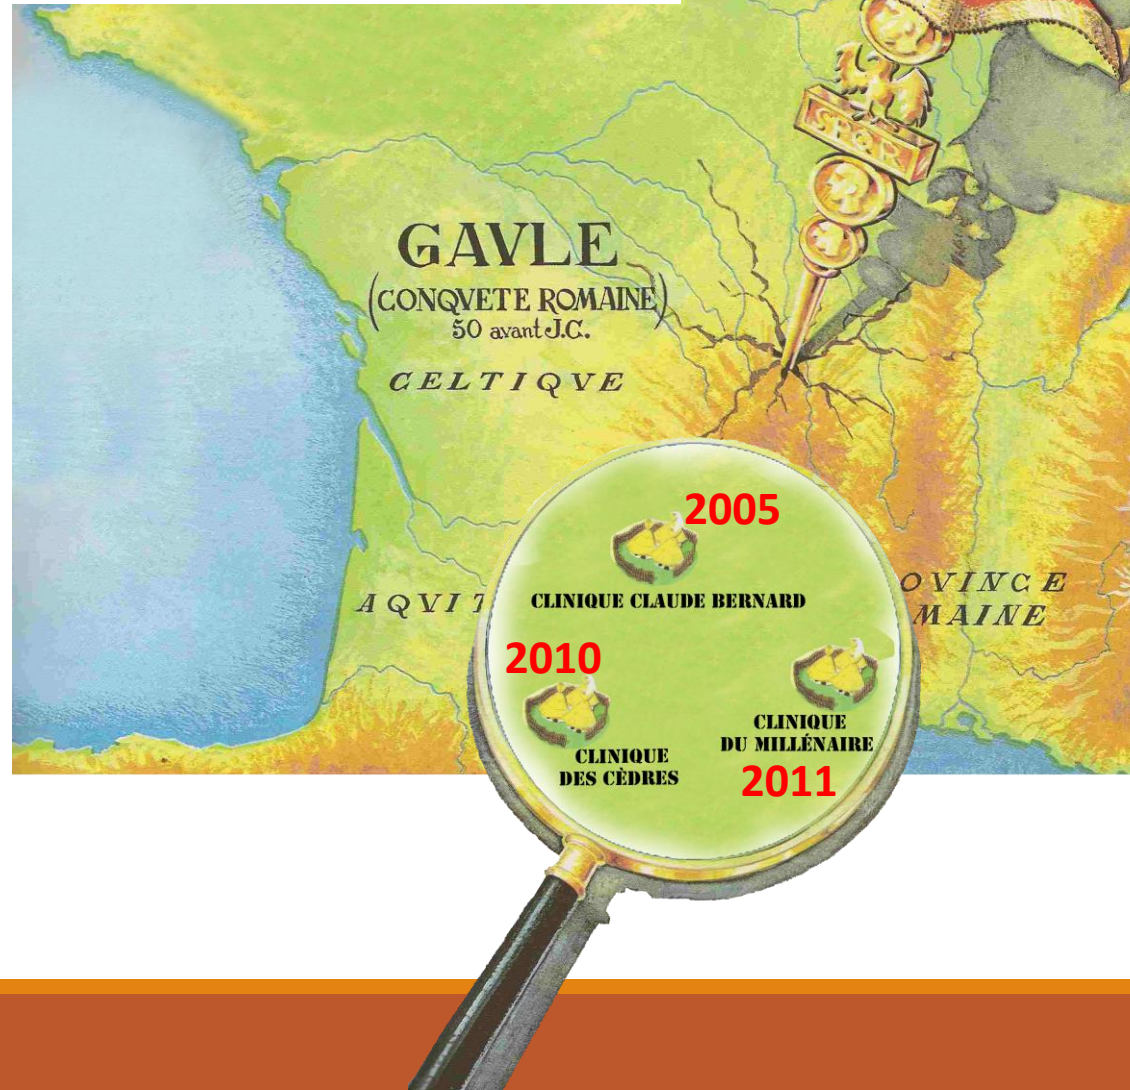 SPQR
GAVLE
(CONQVETE ROMAINE)
50 avant J.C.
CELTIQVE
2005
CLINIQUE CLAUDE BERNARD
AQVIT
OVINCE
MAINE
2010
CLINIQUE
DES CÈDRES
CLINIQUE
DU MILLÉNAIRE
2011